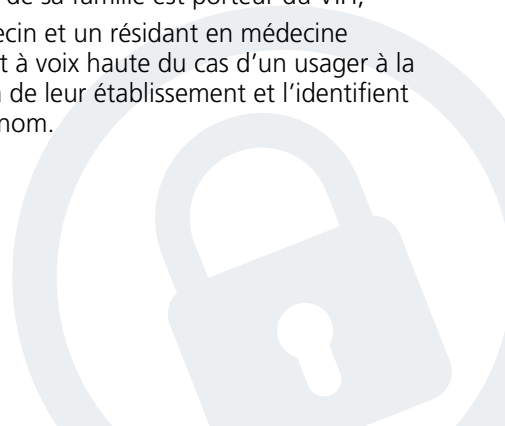 de sa famille est porteur du VIH;
ecin et un résidant en médecine
t à voix haute du cas d'un usager à la
de leur établissement et l'identifient
nom.